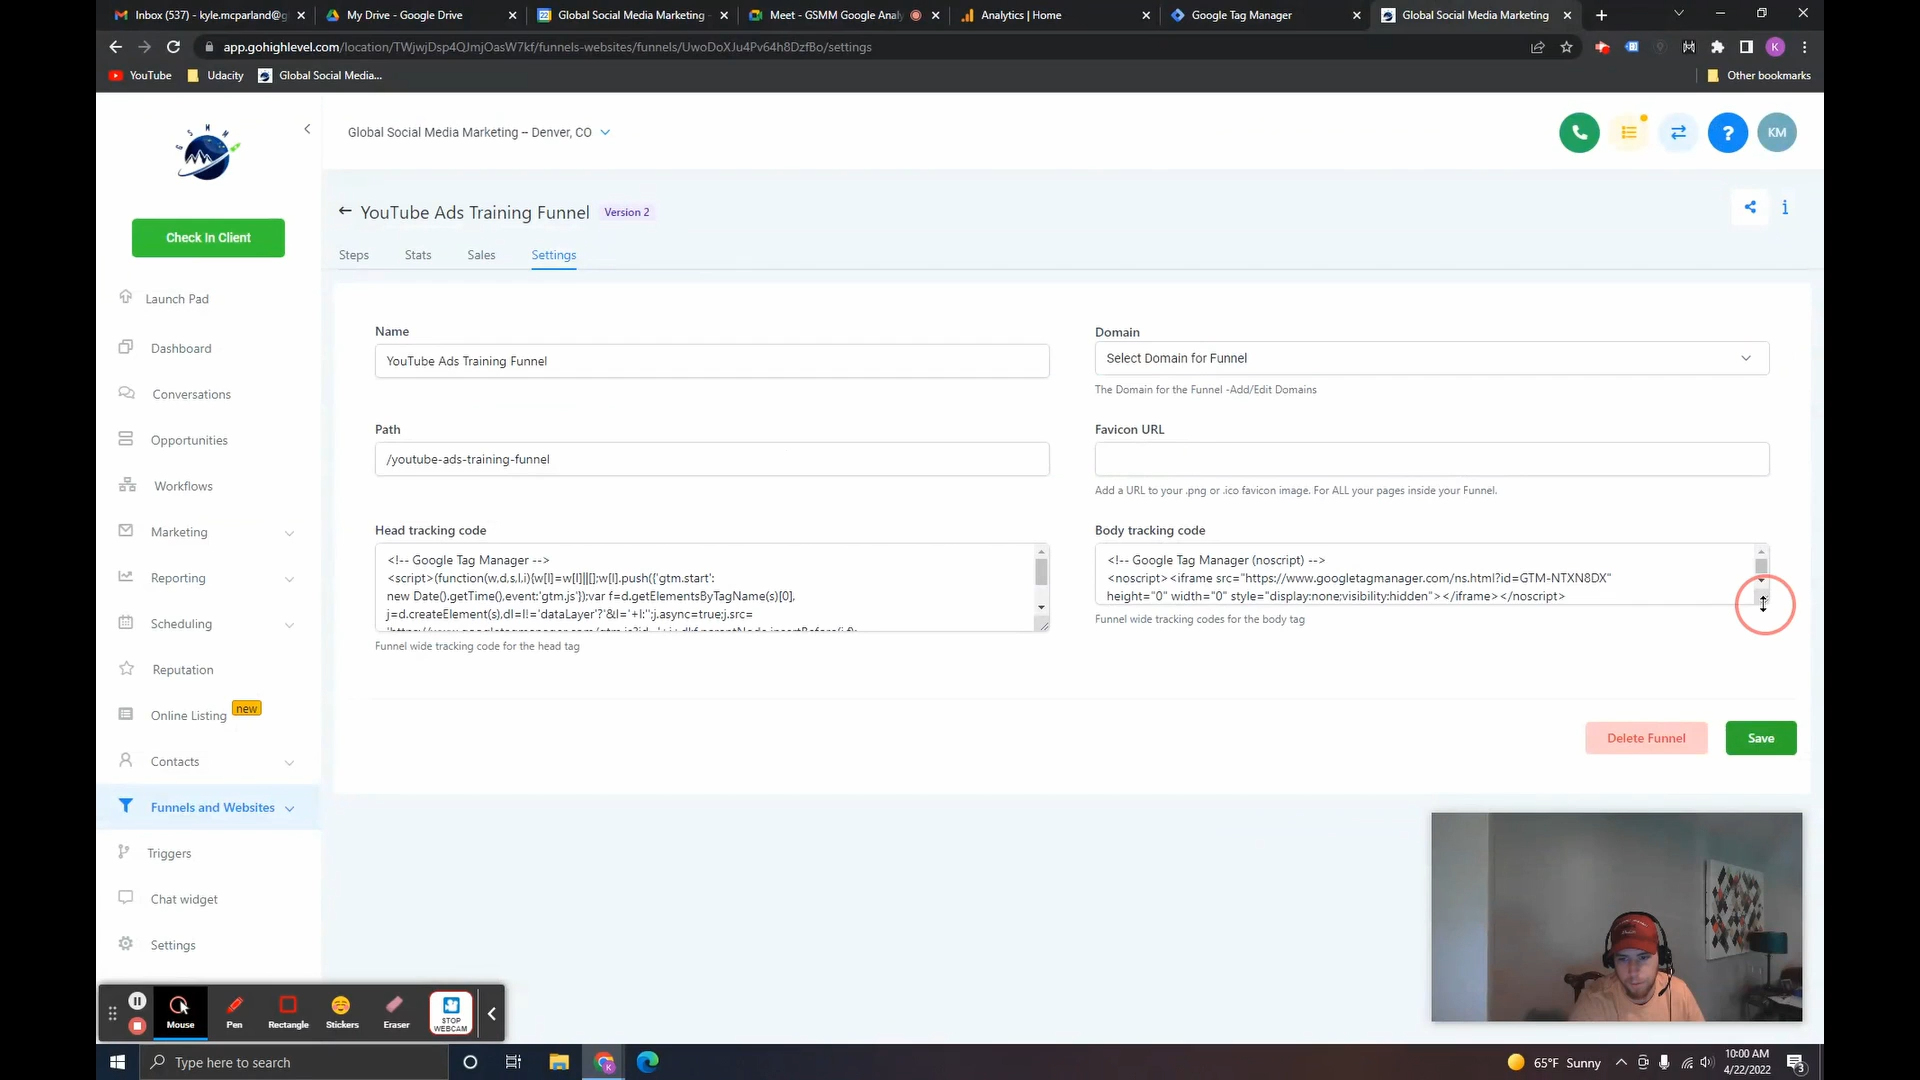 Inbox (537) - kyle.mcparland@g
My Drive - Google Drive
Global Social Media Marketing -
Meet - GSMM Google Analy
Analytics | Home
Google Tag Manager
Global Social Media Marketing
app.gohighlevel.com/location/TWjwjDsp4QJmjOasW7kf/funnels-websites/funnels/UwoDoXJu4Pv64h8DzfBo/settings
K
YouTube
Udacity
Global Social Media...
Other bookmarks
G S M M
Global Social Media Marketing -- Denver, CO
?
KM
YouTube Ads Training Funnel
Version 2
Check In Client
Steps
Stats
Sales
Settings
Launch Pad
Dashboard
Conversations
Opportunities
Workflows
Marketing
Reporting
Scheduling
Reputation
Online Listing
new
Contacts
Funnels and Websites
Triggers
Chat widget
Settings
Name
YouTube Ads Training Funnel
Domain
Select Domain for Funnel
The Domain for the Funnel -Add/Edit Domains
Path
/youtube-ads-training-funnel
Favicon URL
Add a URL to your .png or .ico favicon image. For ALL your pages inside your Funnel.
Head tracking code
<!-- Google Tag Manager -->
<script>(function(w,d,s,l,i){w[l]=w[l]||[];w[l].push({'gtm.start':
new Date().getTime(),event:'gtm.js'});var f=d.getElementsByTagName(s)[0],
j=d.createElement(s),dl=l!='dataLayer'?'&l='+l:'';j.async=true;j.src=
Funnel wide tracking code for the head tag
Body tracking code
<!-- Google Tag Manager (noscript) -->
<noscript><iframe src="https://www.googletagmanager.com/ns.html?id=GTM-NTXN8DX"
height="0" width="0" style="display:none;visibility:hidden"></iframe></noscript>
Funnel wide tracking codes for the body tag
Delete Funnel
Save
Mouse
Pen
Rectangle
Stickers
Eraser
STOP
WEBCAM
Type here to search
65°F Sunny
10:00 AM
4/22/2022
3